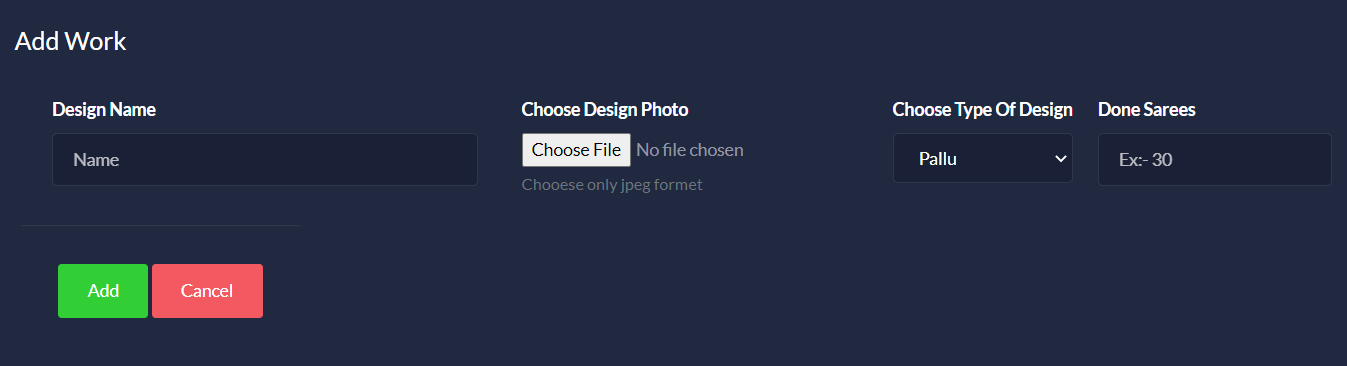 Add Work
Design Name
Choose Design Photo
Choose Type Of Design
Done Sarees
Name
Choose File No file chosen
Pallu
Ex:- 30
Chooese only jpeg formet
Add
Cancel